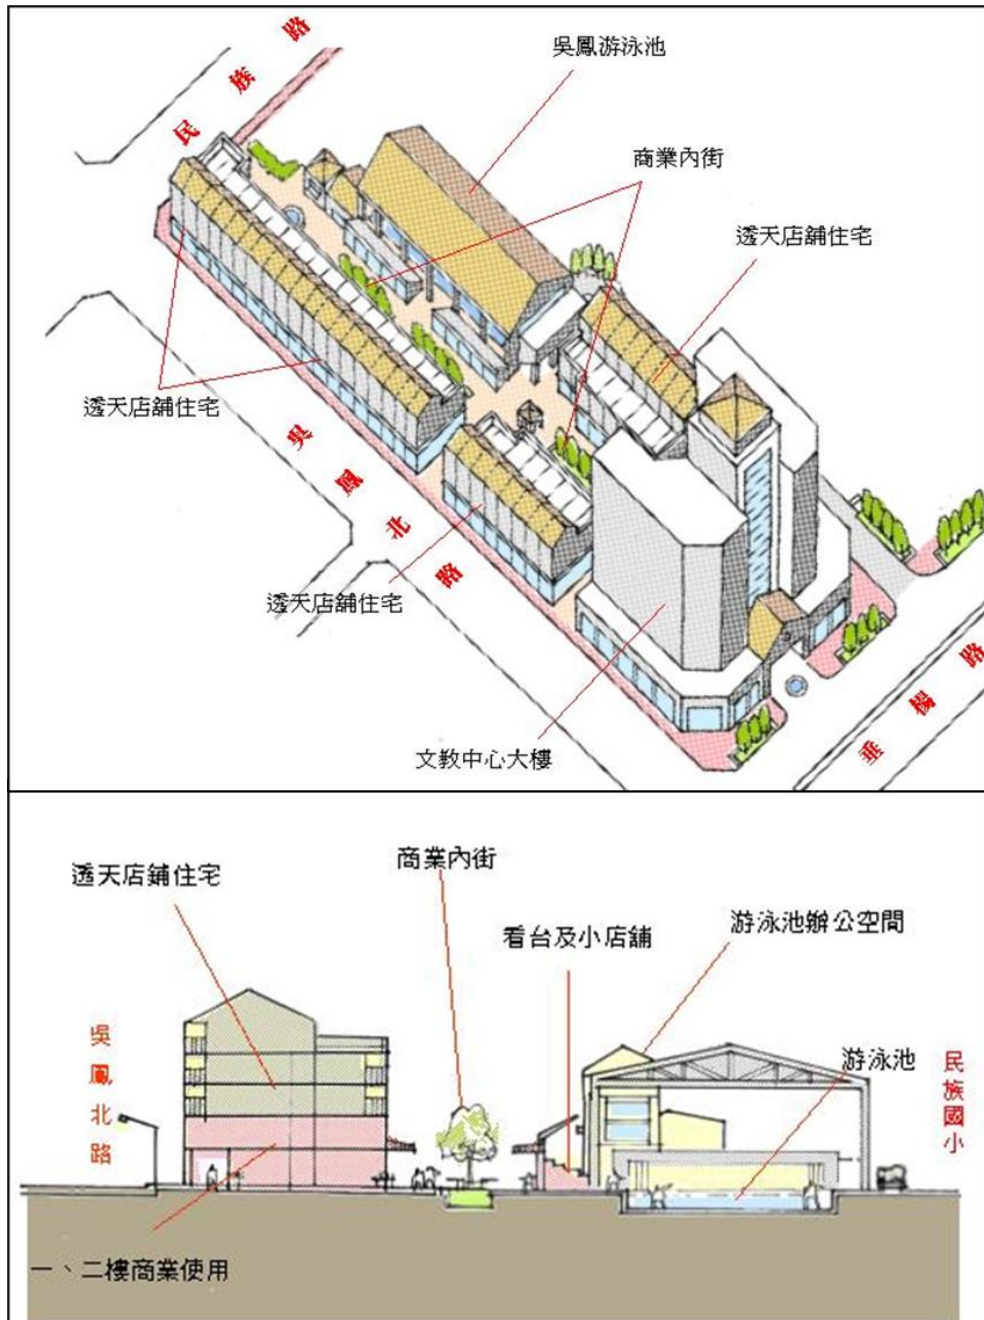 民族路
吳鳳游泳池
商業內街
透天店舖住宅
透天店舖住宅
吳鳳北路
透天店舖住宅
文教中心大樓
垂楊路
商業內街
透天店鋪住宅
看台及小店舖
游泳池辦公空間
游泳池
吳鳳北路
民族國小
一、二樓商業使用